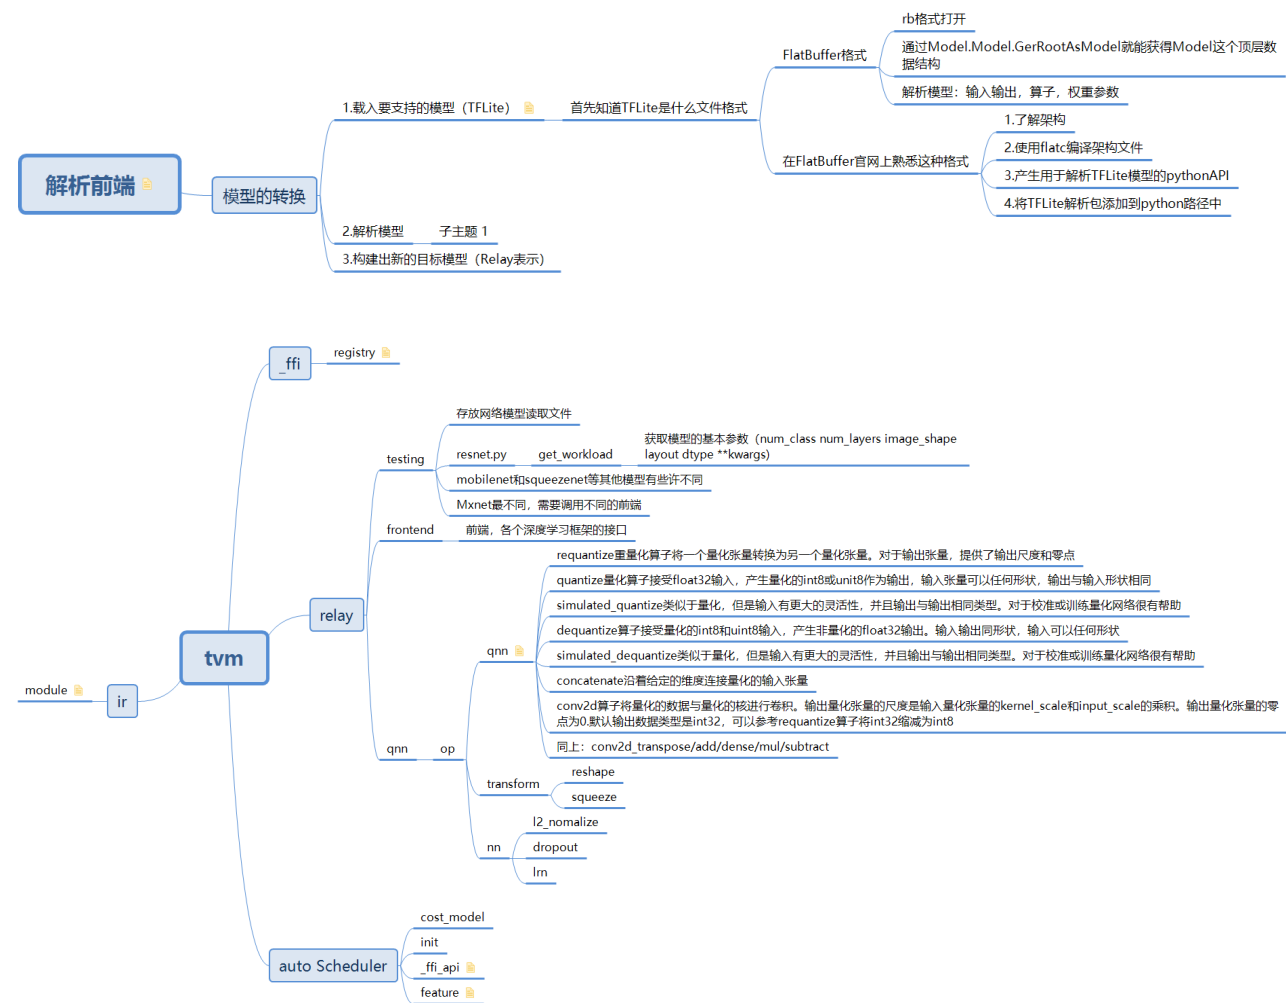 解析前端
模型的转换
1.载入要支持的模型（TFLite）
首先知道TFLite是什么文件格式
FlatBuffer格式
rb格式打开
通过Model.Model.GerRootAsModel就能获得Model这个顶层数
据结构
解析模型：输入输出，算子，权重参数
在FlatBuffer官网上熟悉这种格式
1.了解架构
2.使用flatc编译架构文件
3.产生用于解析TFLite模型的pythonAPI
4.将TFLite解析包添加到python路径中
2.解析模型
子主题 1
3.构建出新的目标模型（Relay表示）
tvm
_ffi
registry
relay
testing
存放网络模型读取文件
resnet.py
get_workload
获取模型的基本参数（num_class num_layers image_shape
layout dtype **kwargs)
mobilenet和squeezenet等其他模型有些许不同
Mxnet最不同，需要调用不同的前端
frontend
前端，各个深度学习框架的接口
qnn
op
qnn
requantize重量化算子将一个量化张量转换为另一个量化张量。对于输出张量，提供了输出尺度和零点
quantize量化算子接受float32输入，产生量化的int8或unit8作为输出，输入张量可以任何形状，输出与输入形状相同
simulated_quantize类似于量化，但是输入有更大的灵活性，并且输出与输出相同类型。对于校准或训练量化网络很有帮助
dequantize算子接受量化的int8和uint8输入，产生非量化的float32输出。输入输出同形状，输入可以任何形状
simulated_dequantize类似于量化，但是输入有更大的灵活性，并且输出与输出相同类型。对于校准或训练量化网络很有帮助
concatenate沿着给定的维度连接量化的输入张量
conv2d算子将量化的数据与量化的核进行卷积。输出量化张量的尺度是输入量化张量的kernel_scale和input_scale的乘积。输出量化张量的零
点为0.默认输出数据类型是int32，可以参考requantize算子将int32缩减为int8
同上：conv2d_transpose/add/dense/mul/subtract
transform
reshape
squeeze
nn
l2_nomalize
dropout
lrn
ir
module
auto Scheduler
cost_model
init
_ffi_api
feature